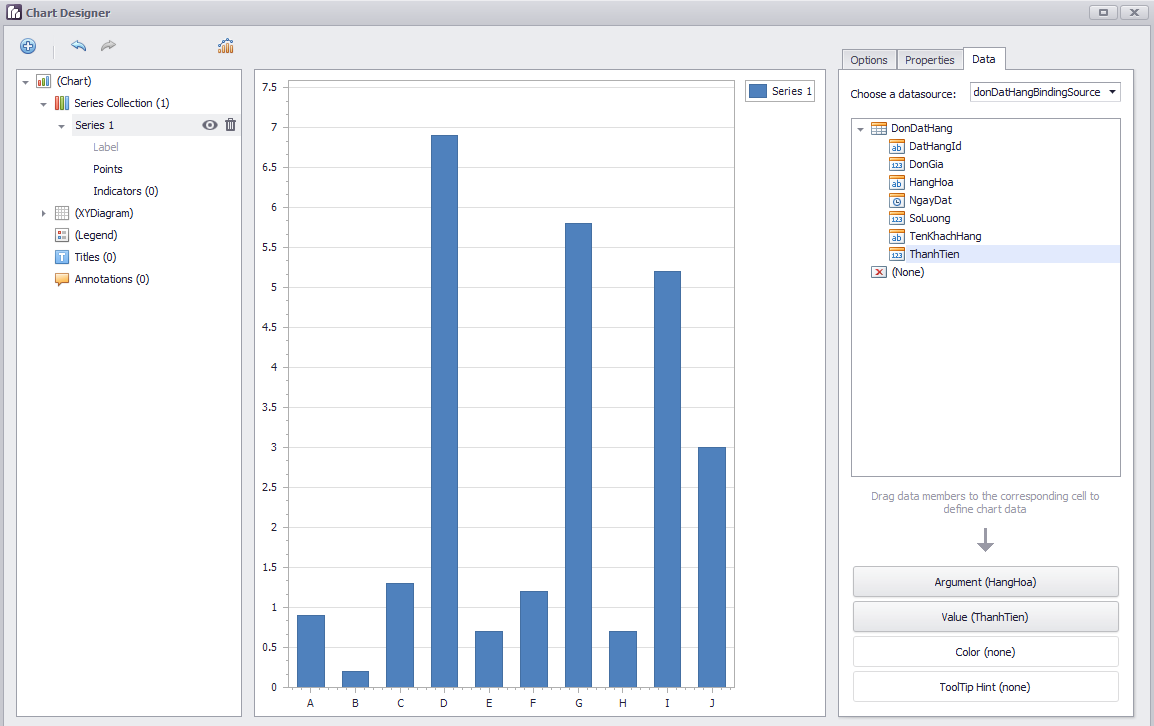 Chart Designer
(Chart)
Series Collection (1)
Series 1
Label
Points
Indicators (0)
(XYDiagram)
(Legend)
Titles (0)
Annotations (0)
7.5
7
6.5
6
5.5
5
4.5
4
3.5
3
2.5
2
1.5
1
0.5
0
A B C D E F G H I J
Series 1
Options Properties Data
Choose a datasource: donDatHangBindingSource
DonDatHang
DatHangId
DonGia
HangHoa
NgayDat
SoLuong
TenKhachHang
ThanhTien
(None)
Drag data members to the corresponding cell to
define chart data
Argument (HangHoa)
Value (ThanhTien)
Color (none)
ToolTip Hint (none)